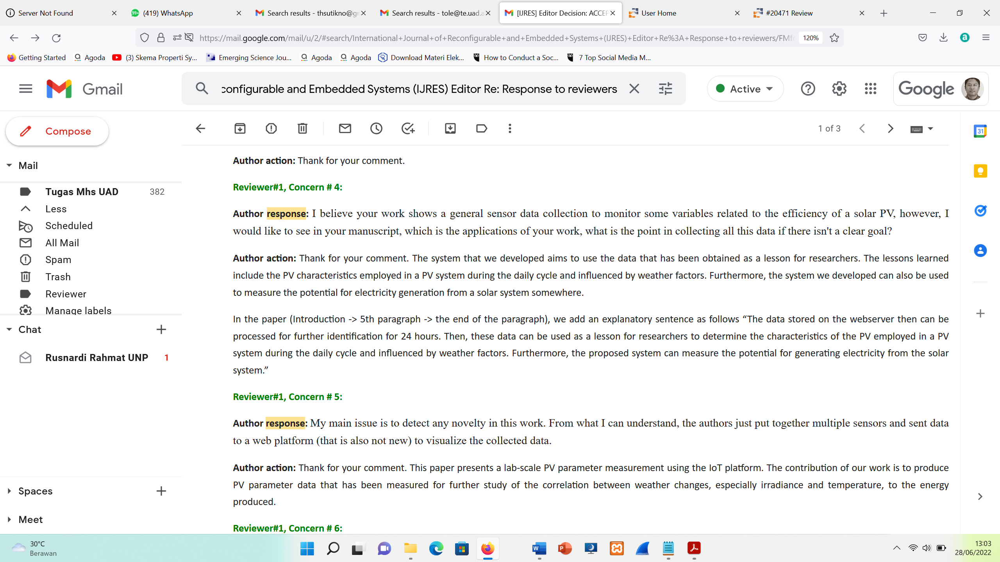 Server Not Found
(419) WhatsApp
Search results - thsutikno@gm
Search results - tole@te.uad.a
[IJRES] Editor Decision: ACCEP
User Home
#20471 Review
https://mail.google.com/mail/u/2/#search/International+Journal+of+Reconfigurable+and+Embedded+Systems+(IJRES)+Editor+Re%3A+Response+to+reviewers/FMfc
120%
Getting Started
Agoda
(3) Skema Properti Sy...
Emerging Science Jou...
Agoda
Agoda
Download Materi Elek...
How to Conduct a Soc...
7 Top Social Media M...
Gmail
configurable and Embedded Systems (IJRES) Editor Re: Response to reviewers
Active
Google
Compose
1 of 3
Mail
Tugas Mhs UAD 382
Less
Scheduled
All Mail
Spam
Trash
Reviewer
Manage labels
Chat
Rusnardi Rahmat UNP 1
Spaces
Meet
Author action: Thank for your comment.
Reviewer#1, Concern # 4:
Author response: I believe your work shows a general sensor data collection to monitor some variables related to the efficiency of a solar PV, however, I
would like to see in your manuscript, which is the applications of your work, what is the point in collecting all this data if there isn't a clear goal?
Author action: Thank for your comment. The system that we developed aims to use the data that has been obtained as a lesson for researchers. The lessons learned
include the PV characteristics employed in a PV system during the daily cycle and influenced by weather factors. Furthermore, the system we developed can also be used
to measure the potential for electricity generation from a solar system somewhere.
In the paper (Introduction -> 5th paragraph -> the end of the paragraph), we add an explanatory sentence as follows “The data stored on the webserver then can be
processed for further identification for 24 hours. Then, these data can be used as a lesson for researchers to determine the characteristics of the PV employed in a PV
system during the daily cycle and influenced by weather factors. Furthermore, the proposed system can measure the potential for generating electricity from the solar
system.”
Reviewer#1, Concern # 5:
Author response: My main issue is to detect any novelty in this work. From what I can understand, the authors just put together multiple sensors and sent data
to a web platform (that is also not new) to visualize the collected data.
Author action: Thank for your comment. This paper presents a lab-scale PV parameter measurement using the IoT platform. The contribution of our work is to produce
PV parameter data that has been measured for further study of the correlation between weather changes, especially irradiance and temperature, to the energy
produced.
Reviewer#1, Concern # 6:
31
30°C
Berawan
13:03
28/06/2022